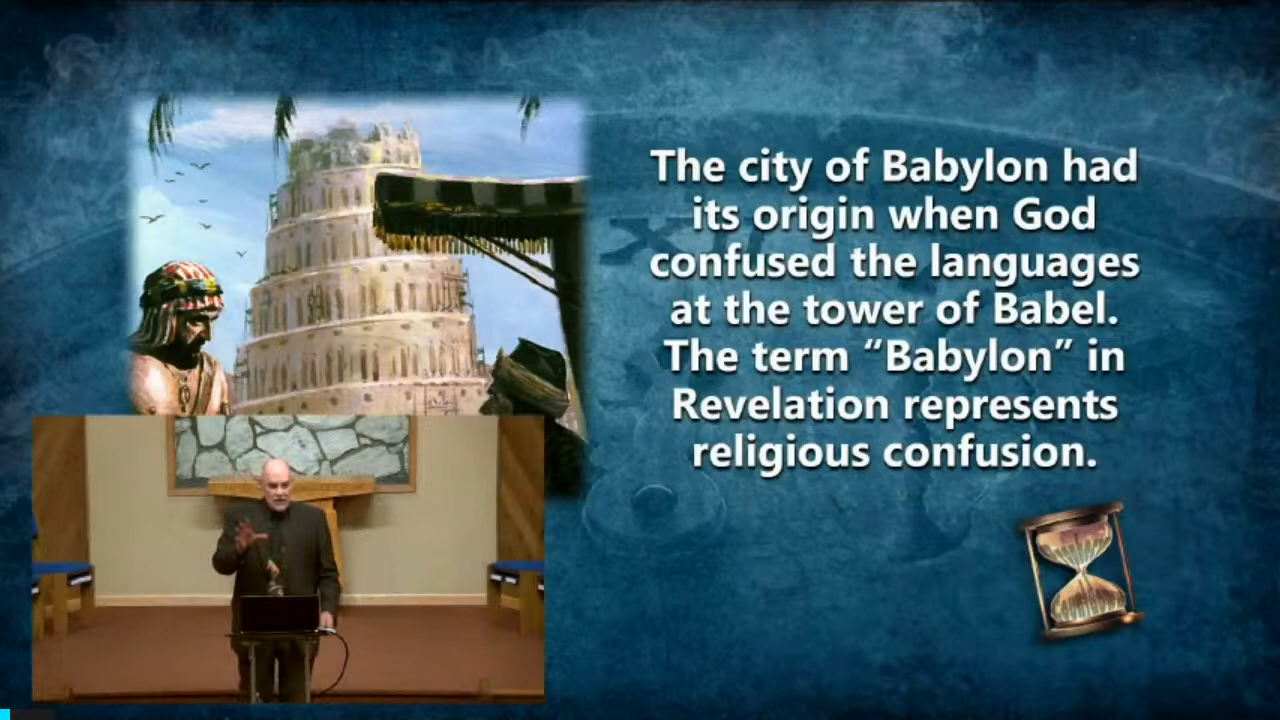 The city of Babylon had
its origin when God
confused the languages
at the tower of Babel.
The term “Babylon” in
Revelation represents
religious confusion.